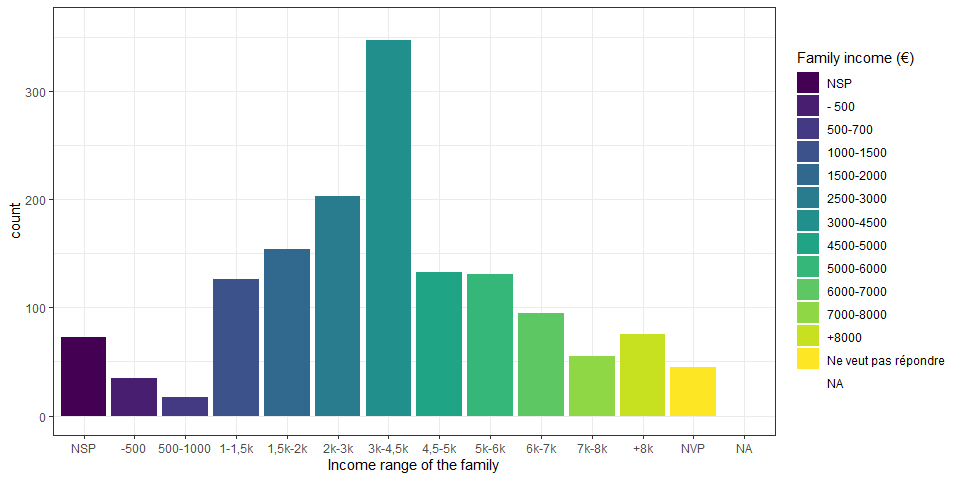 count
300
200
100
0
NSP -500 500-1000 1-1,5k 1,5k-2k 2k-3k 3k-4,5k 4,5-5k 5k-6k 6k-7k 7k-8k +8k NVP NA
Income range of the family
Family income (€)
NSP
- 500
500-700
1000-1500
1500-2000
2500-3000
3000-4500
4500-5000
5000-6000
6000-7000
7000-8000
+8000
Ne veut pas répondre
NA